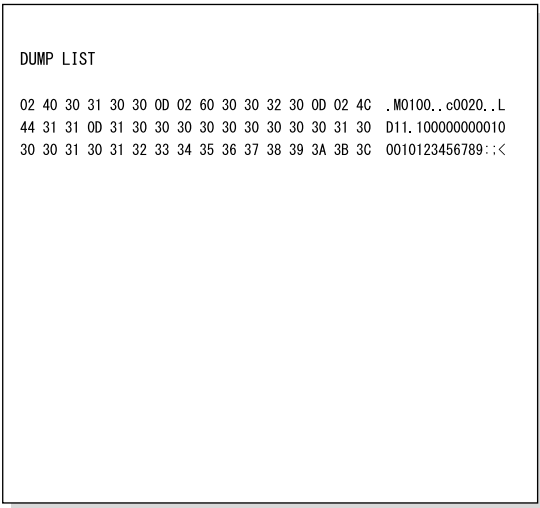 DUMP LIST
02 40 30 31 30 30 0D 02 60 30 30 32 30 0D 02 4C .M0100..c0020..L
44 31 31 0D 31 30 30 30 30 30 30 30 30 30 31 30 D11.100000000010
30 30 31 30 31 32 33 34 35 36 37 38 39 3A 3B 3C 0010123456789:;<